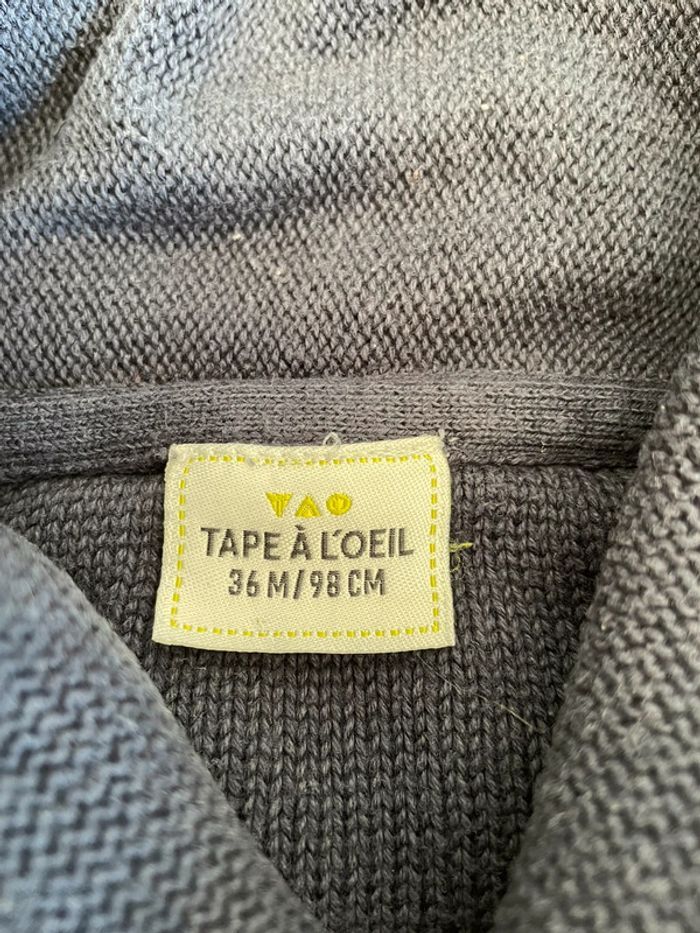 TAO
TAPE À L'OEIL
36 M/98 CM